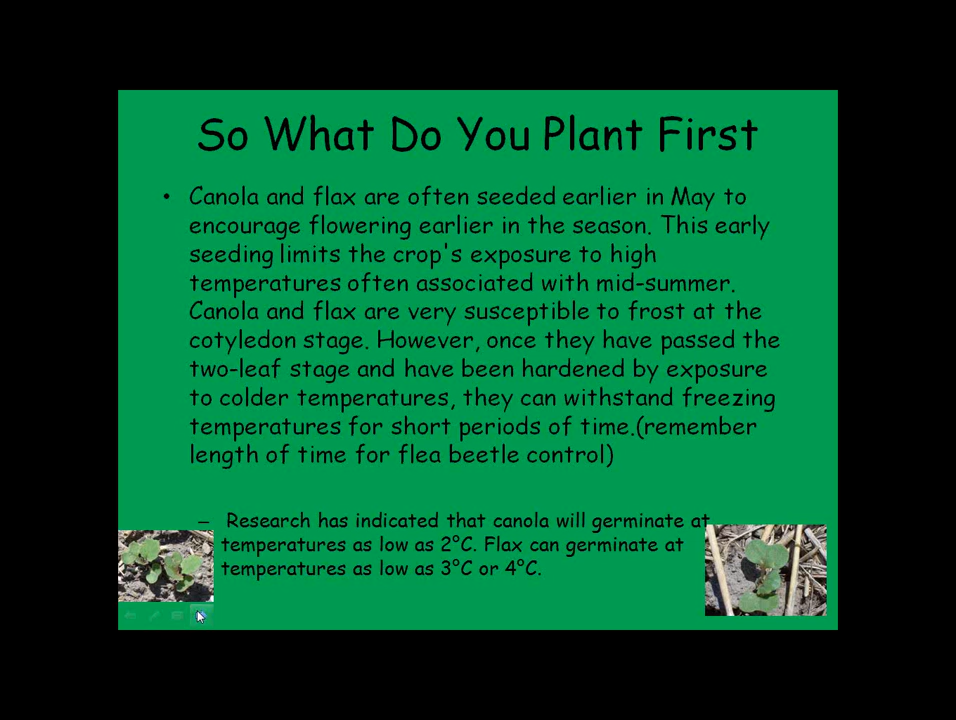 So What Do You Plant First
• Canola and flax are often seeded earlier in May to
encourage flowering earlier in the season. This early
seeding limits the crop's exposure to high
temperatures often associated with mid-summer.
Canola and flax are very susceptible to frost at the
cotyledon stage. However, once they have passed the
two-leaf stage and have been hardened by exposure
to colder temperatures, they can withstand freezing
temperatures for short periods of time.(remember
length of time for flea beetle control)
– Research has indicated that canola will germinate at
temperatures as low as 2°C. Flax can germinate at
temperatures as low as 3°C or 4°C.